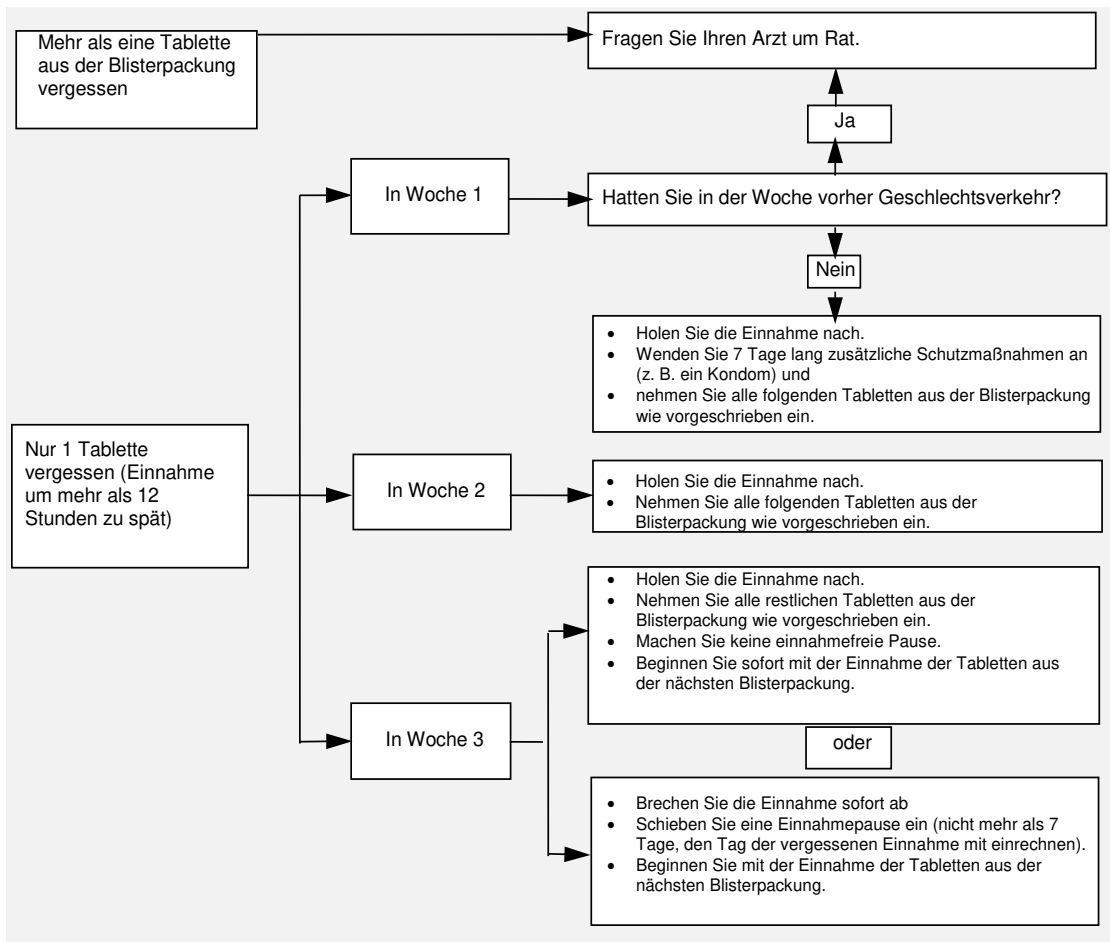 Mehr als eine Tablette
aus der Blisterpackung
vergessen
Fragen Sie Ihren Arzt um Rat.
Ja
In Woche 1
Hatten Sie in der Woche vorher Geschlechtsverkehr?
Nein
• Holen Sie die Einnahme nach.
• Wenden Sie 7 Tage lang zusätzliche Schutzmaßnahmen an
(z. B. ein Kondom) und
• nehmen Sie alle folgenden Tabletten aus der Blisterpackung
wie vorgeschrieben ein.
Nur 1 Tablette
vergessen (Einnahme
um mehr als 12
Stunden zu spät)
In Woche 2
• Holen Sie die Einnahme nach.
• Nehmen Sie alle folgenden Tabletten aus der
Blisterpackung wie vorgeschrieben ein.
In Woche 3
• Holen Sie die Einnahme nach.
• Nehmen Sie alle restlichen Tabletten aus der
Blisterpackung wie vorgeschrieben ein.
• Machen Sie keine einnahmefreie Pause.
• Beginnen Sie sofort mit der Einnahme der Tabletten aus
der nächsten Blisterpackung.
oder
• Brechen Sie die Einnahme sofort ab
• Schieben Sie eine Einnahmepause ein (nicht mehr als 7
Tage, den Tag der vergessenen Einnahme mit einrechnen).
• Beginnen Sie mit der Einnahme der Tabletten aus der
nächsten Blisterpackung.